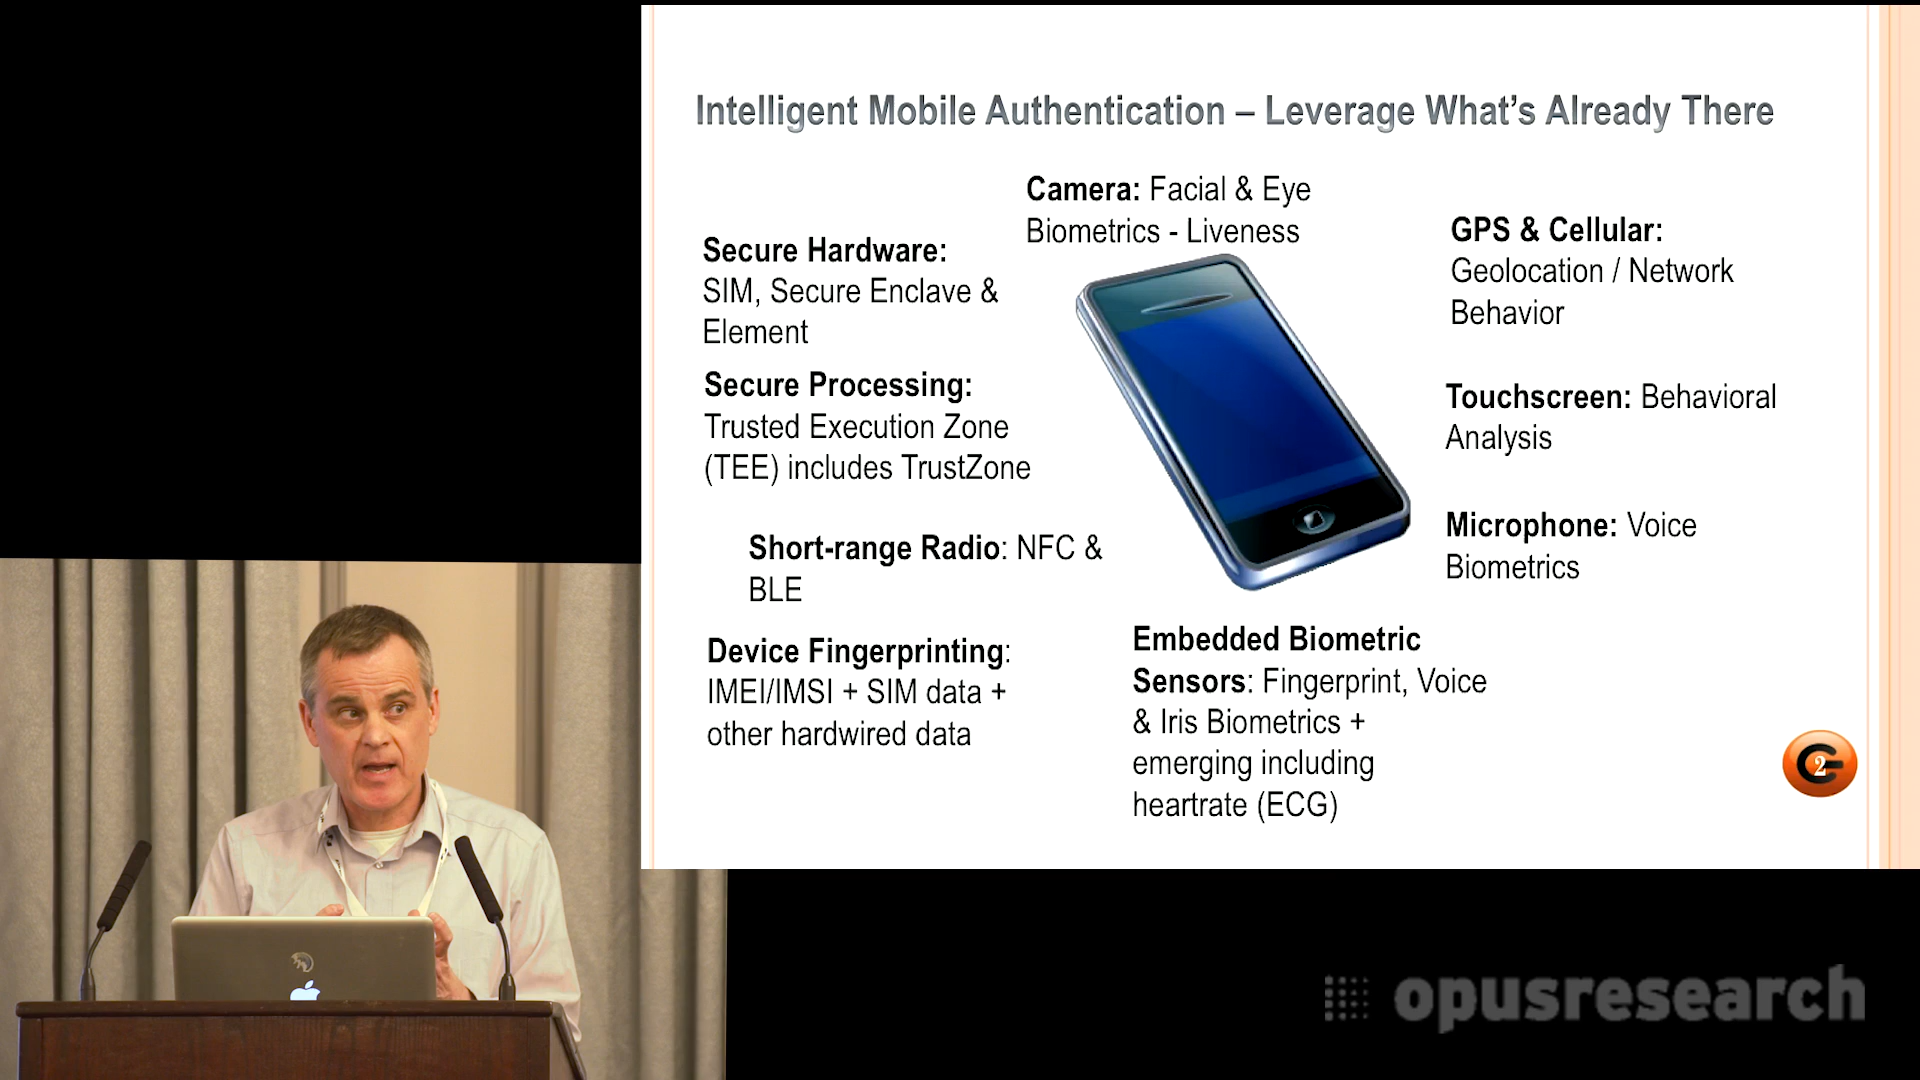 Intelligent Mobile Authentication – Leverage What's Already There
Camera: Facial & Eye
Biometrics - Liveness
Secure Hardware:
SIM, Secure Enclave &
Element
Secure Processing:
Trusted Execution Zone
(TEE) includes TrustZone
Short-range Radio: NFC &
BLE
Device Fingerprinting:
IMEI/IMSI + SIM data +
other hardwired data
GPS & Cellular:
Geolocation / Network
Behavior
Touchscreen: Behavioral
Analysis
Microphone: Voice
Biometrics
Embedded Biometric
Sensors: Fingerprint, Voice
& Iris Biometrics +
emerging including
heartrate (ECG)
C2
opusresearch